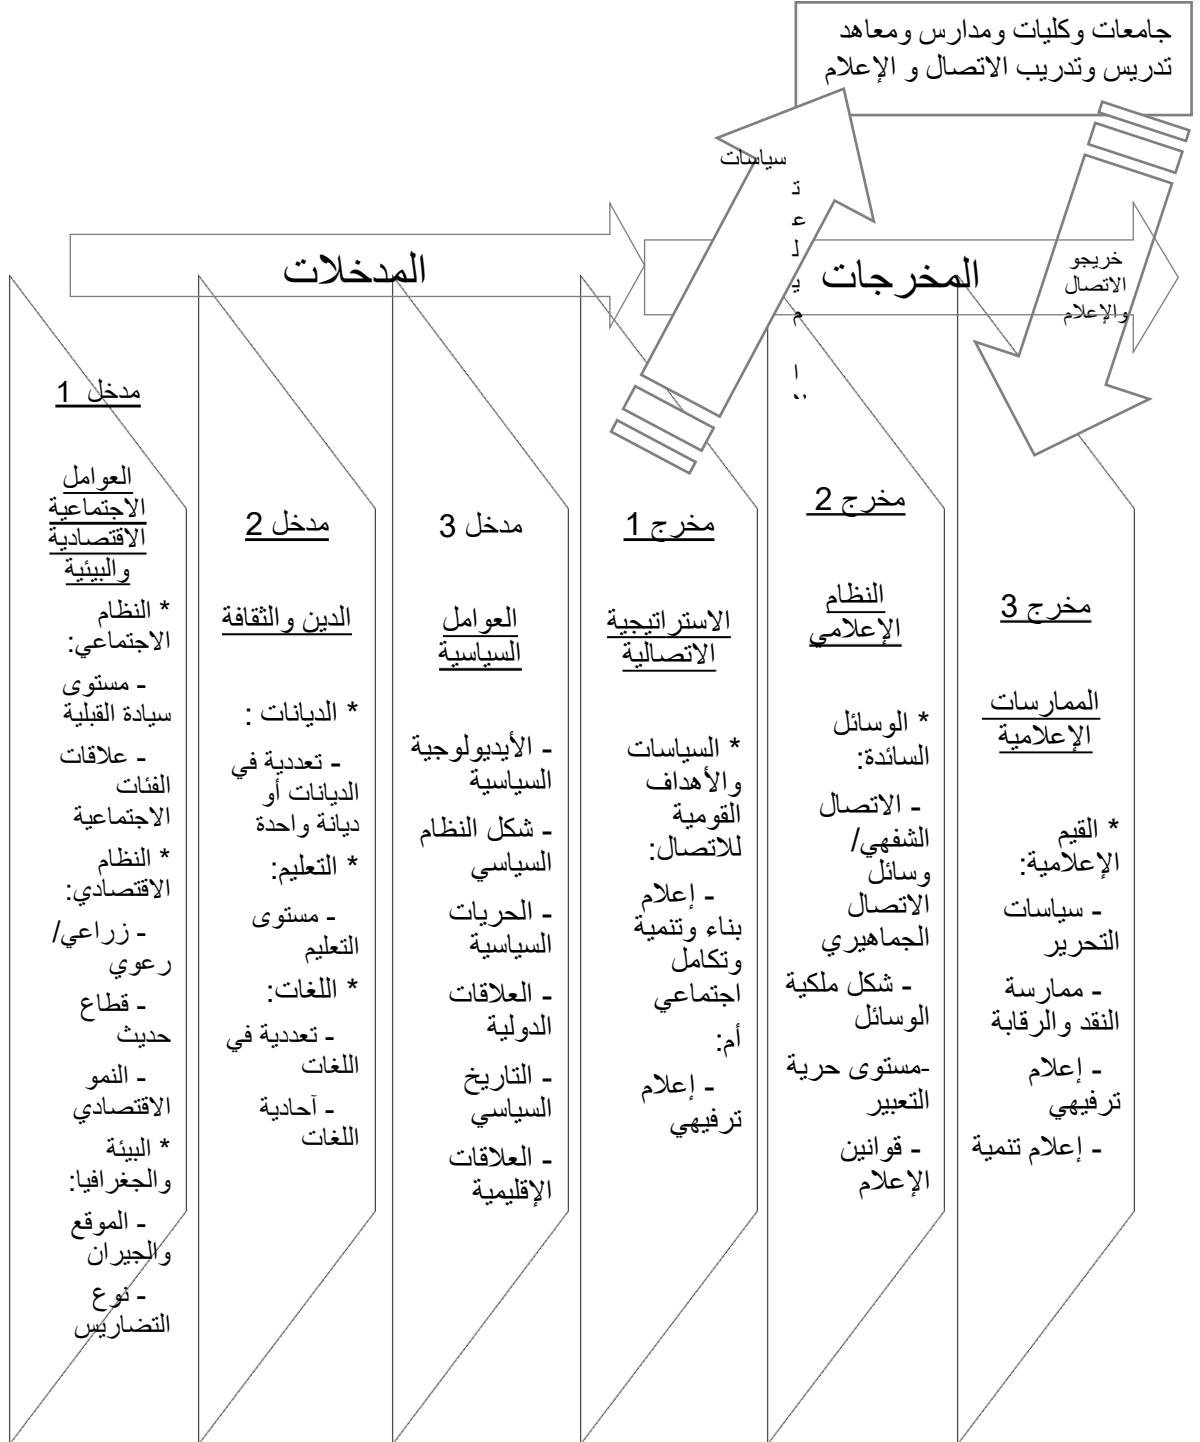 جامعات وكليات ومدارس ومعاهد
تدريس وتدريب الاتصال و الإعلام
سياسات
ت
ع
ل
ي
م
ا
لا
خريجو
الاتصال
والإعلام
المدخلات
المخرجات
مدخل 1
العوامل
الاجتماعية
الاقتصادية
والبيئية
* النظام
الاجتماعي:
- مستوى
سيادة القبلية
- علاقات
الفئات
الاجتماعية
* النظام
الاقتصادي:
- زراعي/
رعوي
- قطاع
حديث
- النمو
الاقتصادي
* البيئة
والجغرافيا:
- الموقع
والجيران
- نوع
التضاريس
مدخل 2
الدين والثقافة
* الديانات :
- تعددية في
الديانات أو
ديانة واحدة
* التعليم:
- مستوى
التعليم
* اللغات:
- تعددية في
اللغات
- آحادية
اللغات
مدخل 3
العوامل
السياسية
- الأيديولوجية
السياسية
- شكل النظام
السياسي
- الحريات
السياسية
- العلاقات
الدولية
- التاريخ
السياسي
- العلاقات
الإقليمية
مخرج 1
الاستراتيجية
الاتصالية
* السياسات
والأهداف
القومية
للاتصال:
- إعلام
بناء وتنمية
وتكامل
اجتماعي
أم:
- إعلام
ترفيهي
مخرج 2
النظام
الإعلامي
* الوسائل
السائدة:
- الاتصال
الشفهي/
وسائل
الاتصال
الجماهيري
- شكل ملكية
الوسائل
-مستوى حرية
التعبير
- قوانين
الإعلام
مخرج 3
الممارسات
الإعلامية
* القيم
الإعلامية:
- سياسات
التحرير
- ممارسة
النقد والرقابة
- إعلام
ترفيهي
- إعلام تنمية